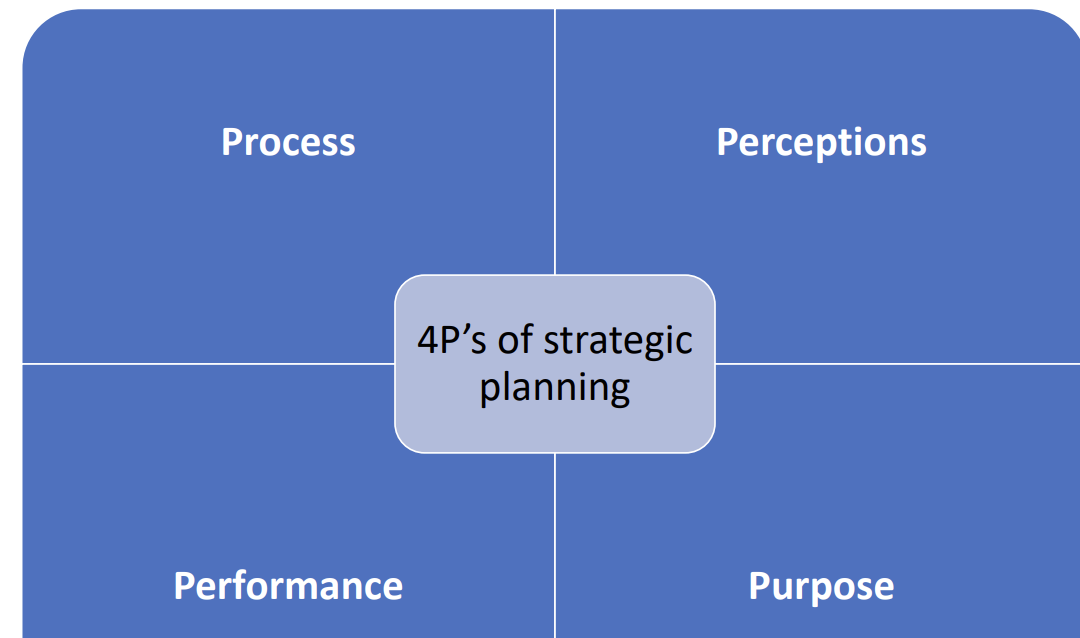 Process
Perceptions
4P’s of strategic
planning
Performance
Purpose